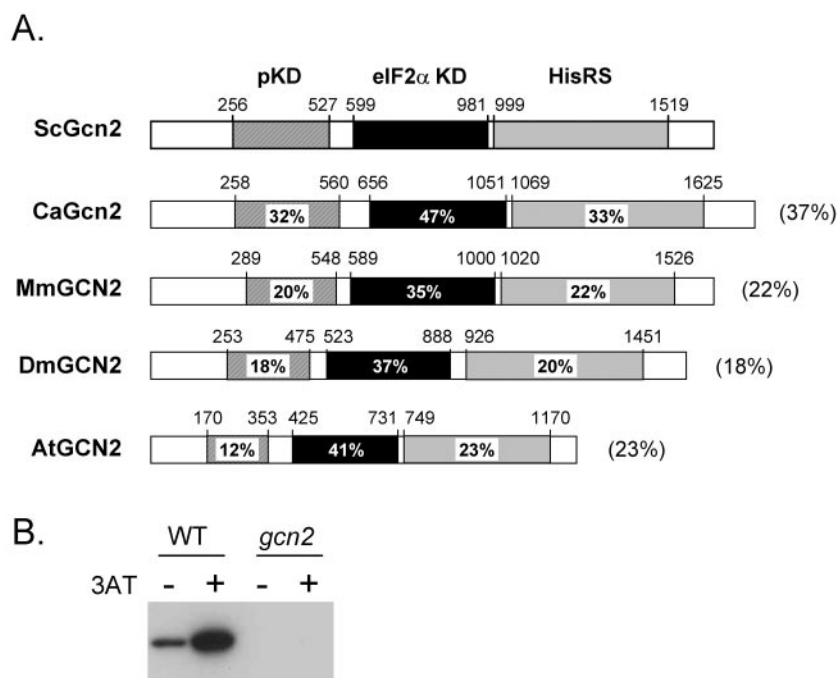 A.
pKD eIF2α KD HisRS
256 527 599 981 999 1519
ScGcn2
258 560 656 1051 1069 1625
CaGcn2 32% 47% 33% (37%)
289 548 589 1000 1020 1526
MmGCN2 20% 35% 22% (22%)
253 475 523 888 926 1451
DmGCN2 18% 37% 20% (18%)
170 353 425 731 749 1170
AtGCN2 12% 41% 23% (23%)
B.
WT gcn2
3AT - + - +